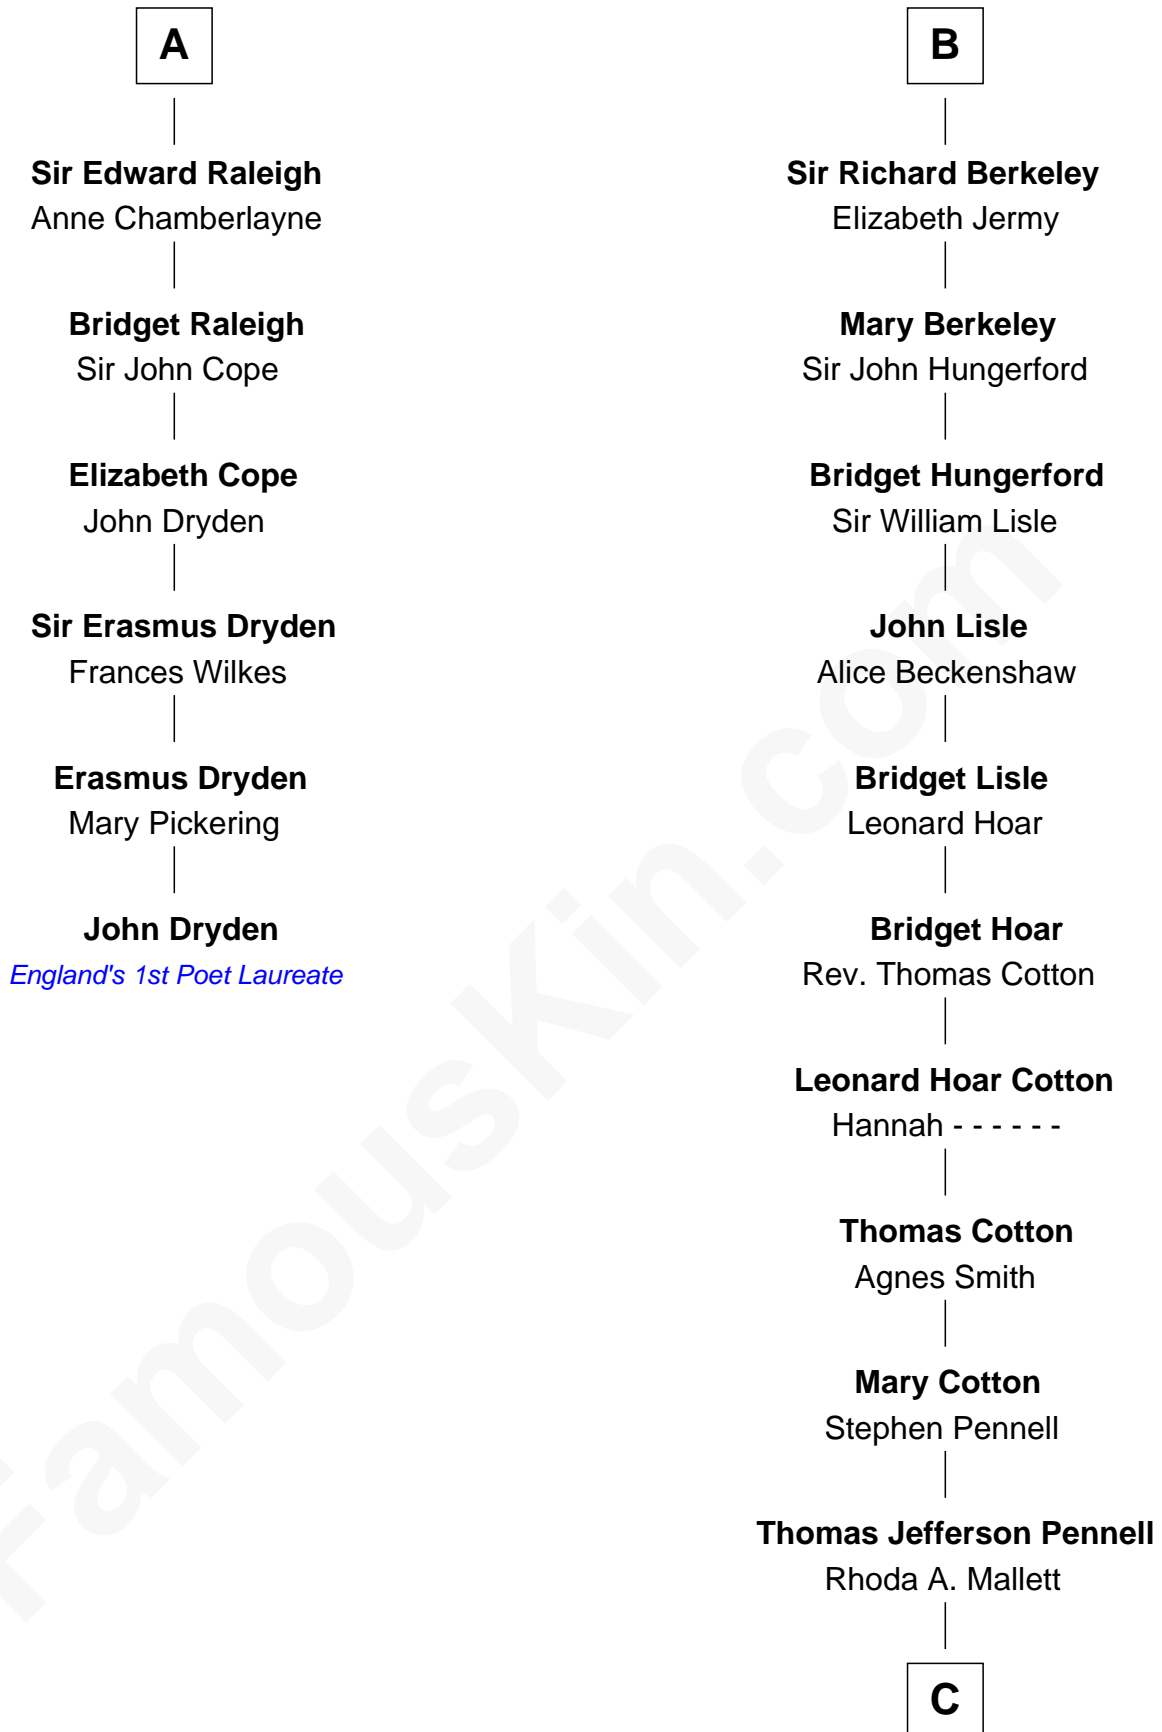 A
Sir Edward Raleigh
Anne Chamberlayne
Bridget Raleigh
Sir John Cope
Elizabeth Cope
John Dryden
Sir Erasmus Dryden
Frances Wilkes
Erasmus Dryden
Mary Pickering
John Dryden
England's 1st Poet Laureate
B
Sir Richard Berkeley
Elizabeth Jermy
Mary Berkeley
Sir John Hungerford
Bridget Hungerford
Sir William Lisle
John Lisle
Alice Beckenshaw
Bridget Lisle
Leonard Hoar
Bridget Hoar
Rev. Thomas Cotton
Leonard Hoar Cotton
Hannah - - - - - -
Thomas Cotton
Agnes Smith
Mary Cotton
Stephen Pennell
Thomas Jefferson Pennell
Rhoda A. Mallett
C
FamousKin.com